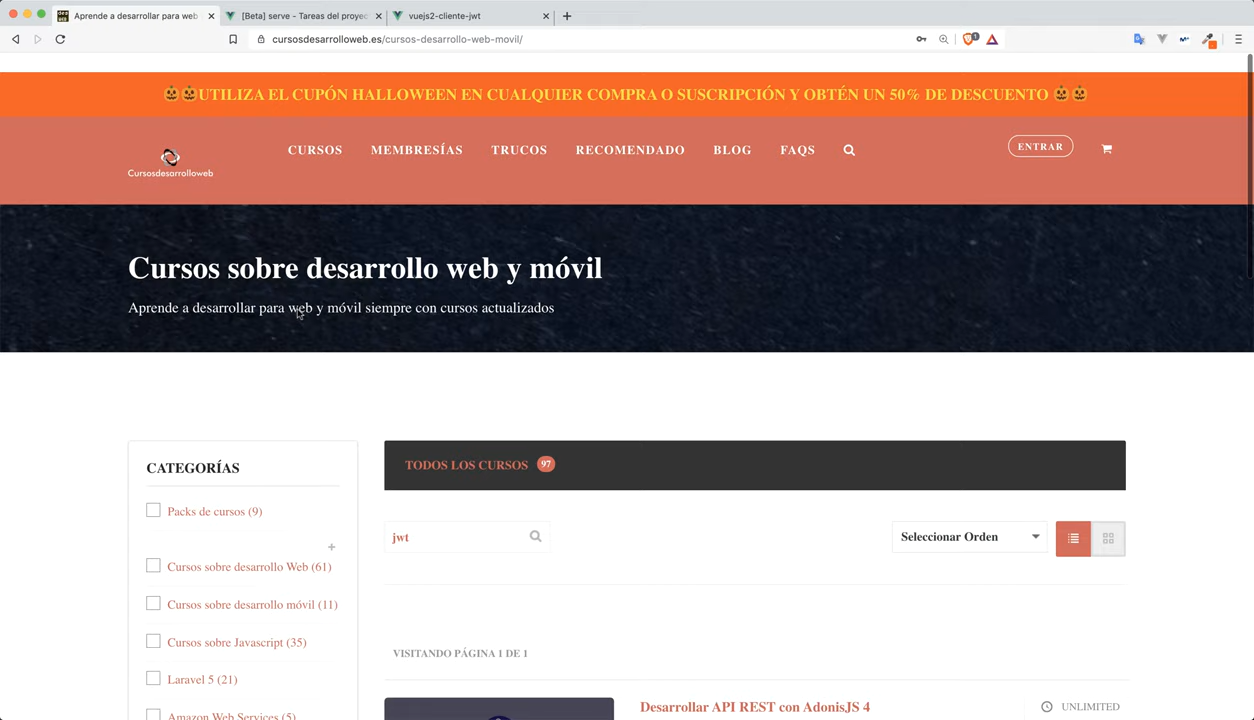 Aprende a desarrollar para web
[Beta] serve - Tareas del proyec
vuejs2-cliente-jwt
cursosdesarrolloweb.es/cursos-desarrollo-web-movil/
1
🎃🎃UTILIZA EL CUPÓN HALLOWEEN EN CUALQUIER COMPRA O SUSCRIPCIÓN Y OBTÉN UN 50% DE DESCUENTO 🎃🎃
Cursosdesarrolloweb
CURSOS MEMBRESÍAS TRUCOS RECOMENDADO BLOG FAQS
ENTRAR
Cursos sobre desarrollo web y móvil
Aprende a desarrollar para web y móvil siempre con cursos actualizados
CATEGORÍAS
Packs de cursos (9)
+
Cursos sobre desarrollo Web (61)
Cursos sobre desarrollo móvil (11)
Cursos sobre Javascript (35)
Laravel 5 (21)
Amazon Web Services (5)
TODOS LOS CURSOS 97
jwt
Seleccionar Orden
VISITANDO PÁGINA 1 DE 1
Desarrollar API REST con AdonisJS 4
UNLIMITED